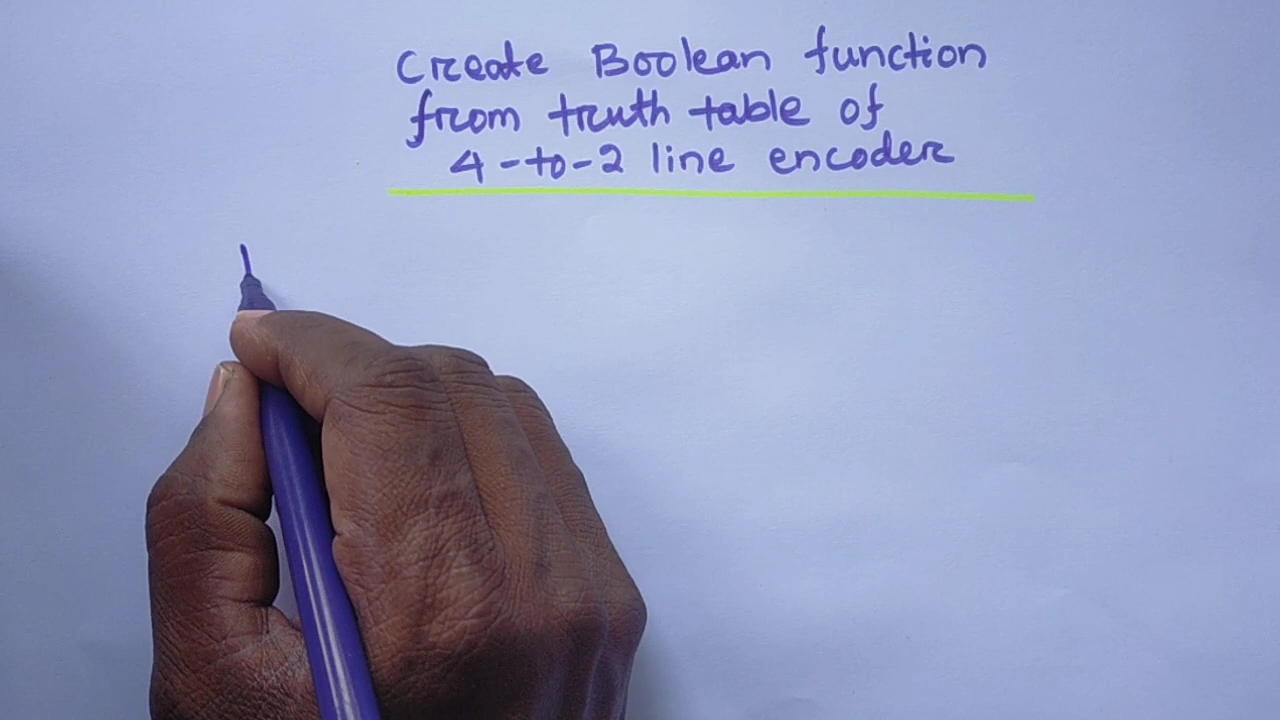 Create Boolean function
from truth table of
4-to-2 line encoder